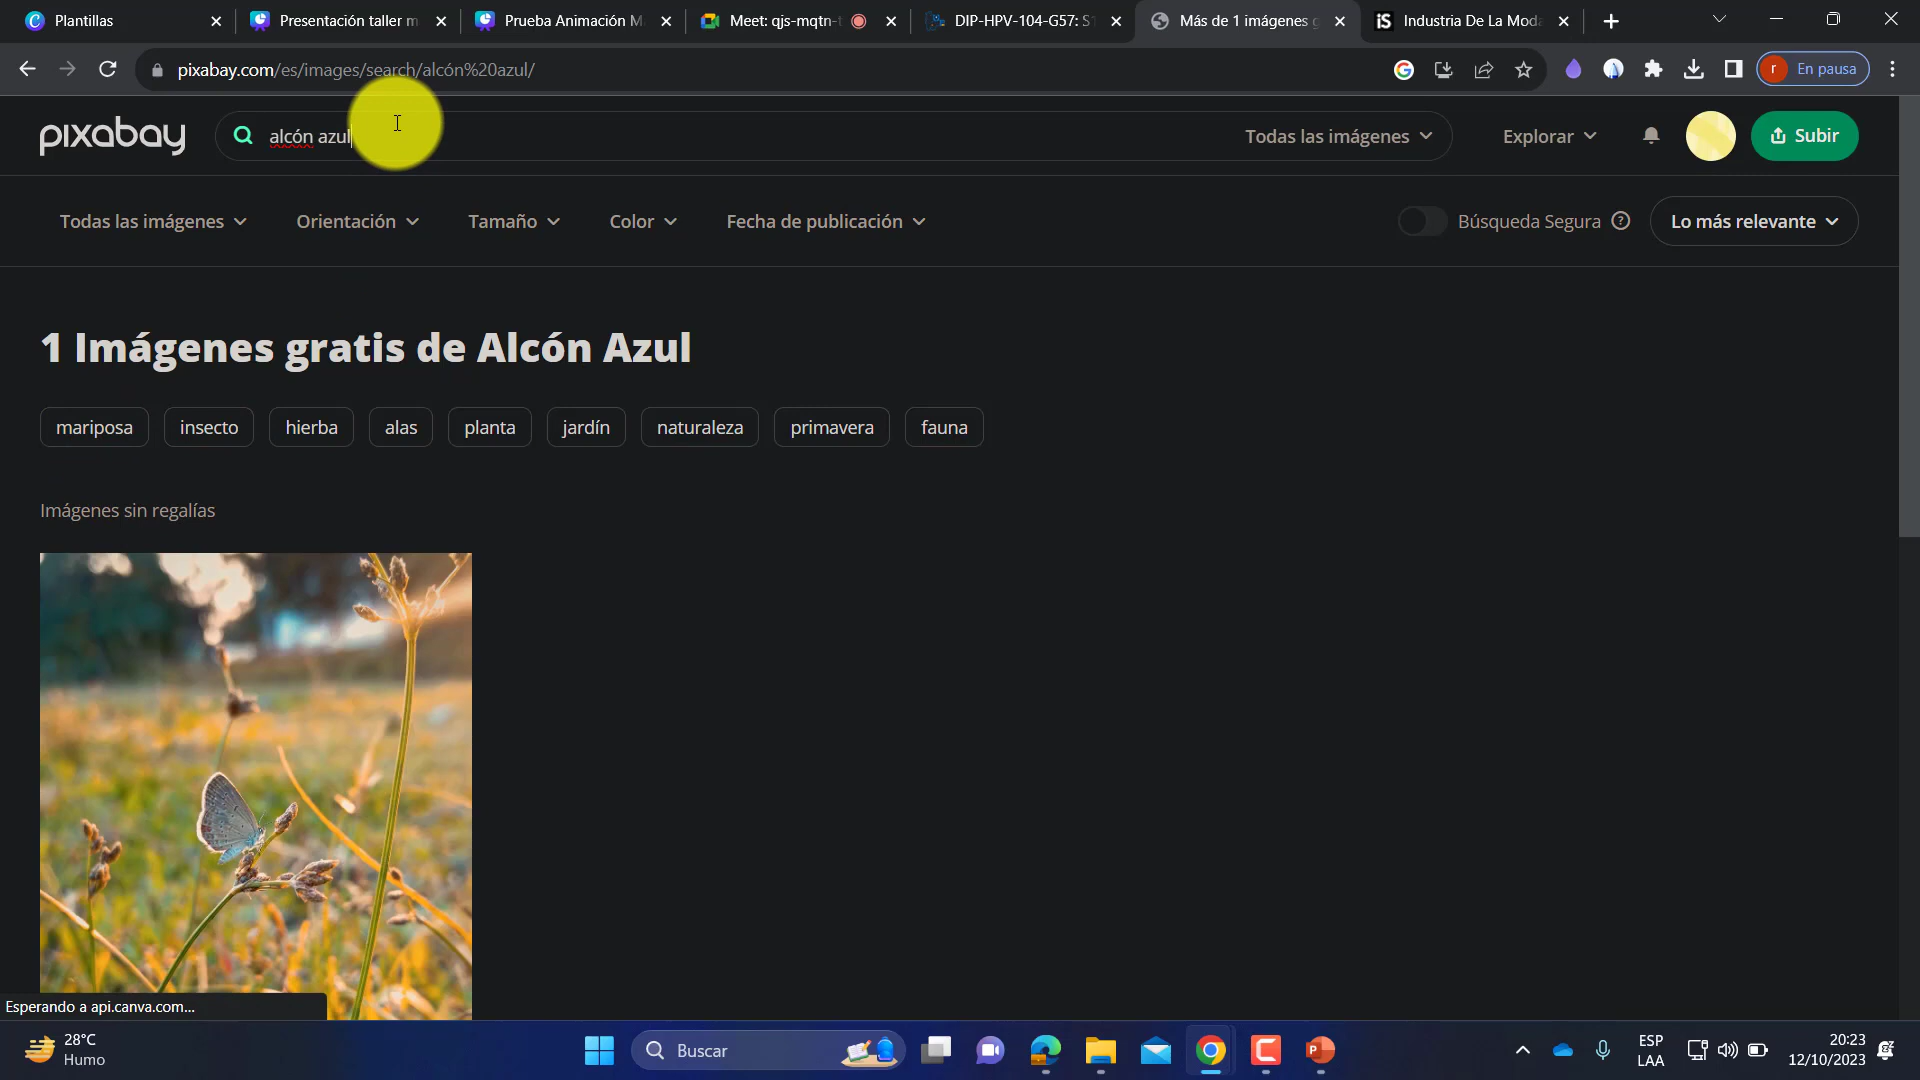 Plantillas
Presentación taller m
Prueba Animación M
Meet: qjs-mqtn-
DIP-HPV-104-G57: S
Más de 1 imágenes g
iS Industria De La Moda
pixabay.com/es/images/search/alcón%20azul/
r En pausa
pixabay
alcón azul
Todas las imágenes
Explorar
Subir
Todas las imágenes
Orientación
Tamaño
Color
Fecha de publicación
Búsqueda Segura
Lo más relevante
1 Imágenes gratis de Alcón Azul
mariposa
insecto
hierba
alas
planta
jardín
naturaleza
primavera
fauna
Imágenes sin regalías
Esperando a api.canva.com...
28°C
Humo
Buscar
ESP
LAA
20:23
12/10/2023